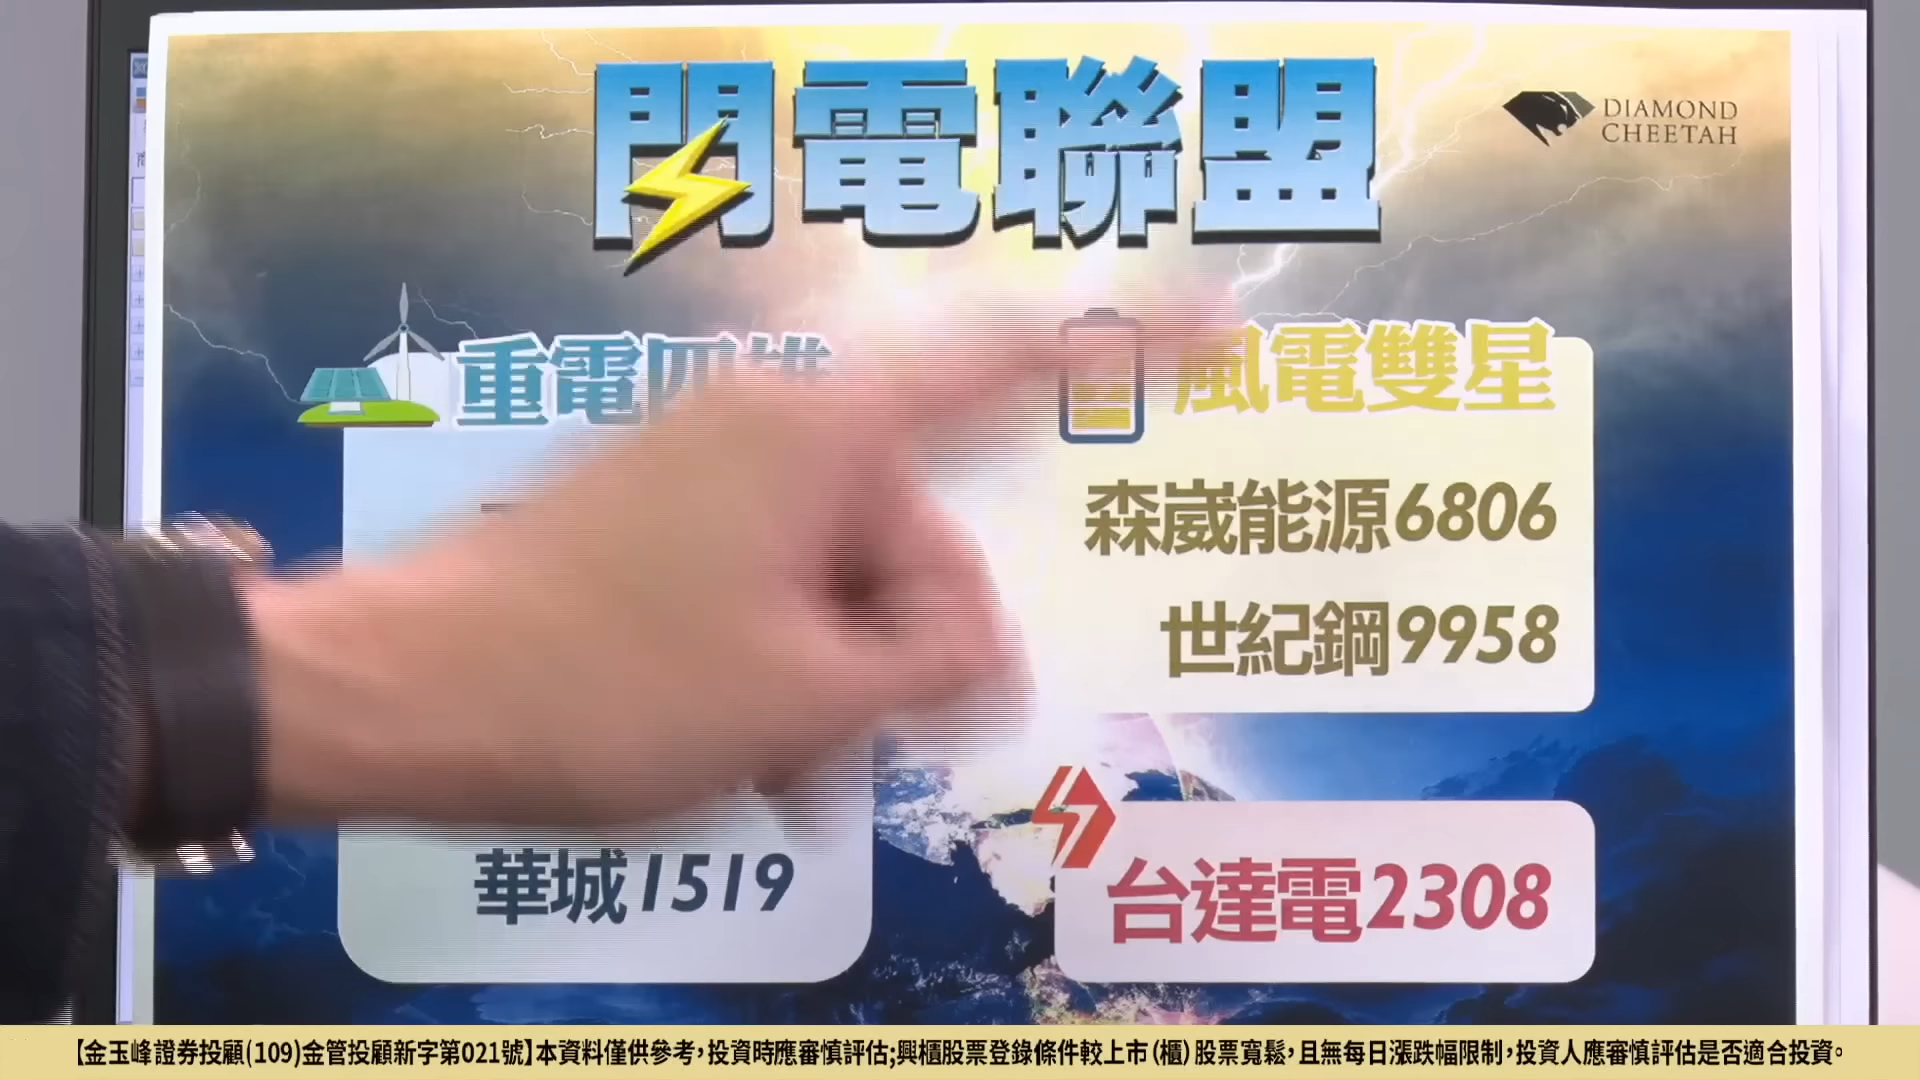 閃電聯盟
DIAMOND
CHEETAH
重電四雄
風電雙星
森崴能源6806
世紀鋼9958
華城1519
台達電2308
【金玉峰證券投顧(109)金管投顧新字第021號】本資料僅供參考，投資時應審慎評估;興櫃股票登錄條件較上市(櫃)股票寬鬆，且無每日漲跌幅限制，投資人應審慎評估是否適合投資。